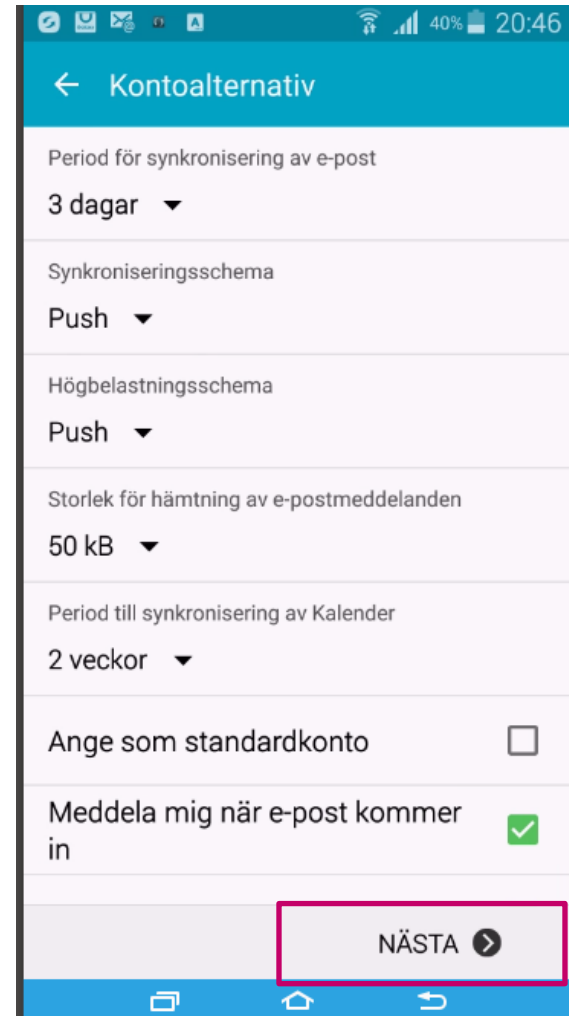 40% 20:46
Kontoalternativ
Period för synkronisering av e-post
3 dagar
Synkroniseringsschema
Push
Högbelastningsschema
Push
Storlek för hämtning av e-postmeddelanden
50 kB
Period till synkronisering av Kalender
2 veckor
Ange som standardkonto
Meddela mig när e-post kommer
in
NÄSTA